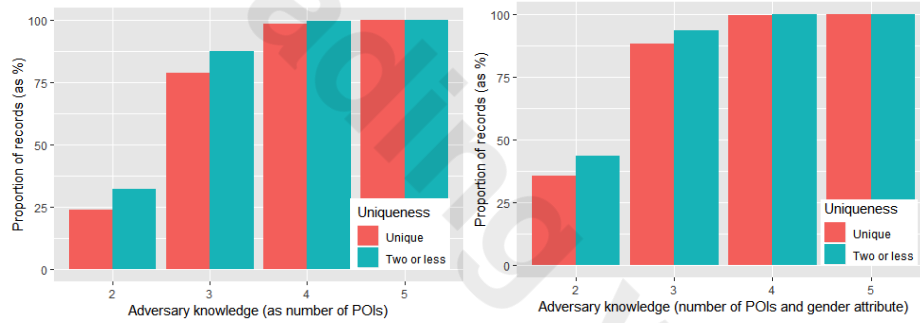 100
75
50
25
0
Proportion of records (as %)
2 3 4 5
Adversary knowledge (as number of POIs)
Uniqueness
Unique
Two or less
100
75
50
25
0
Proportion of records (as %)
2 3 4 5
Adversary knowledge (number of POIs and gender attribute)
Uniqueness
Unique
Two or less
ading